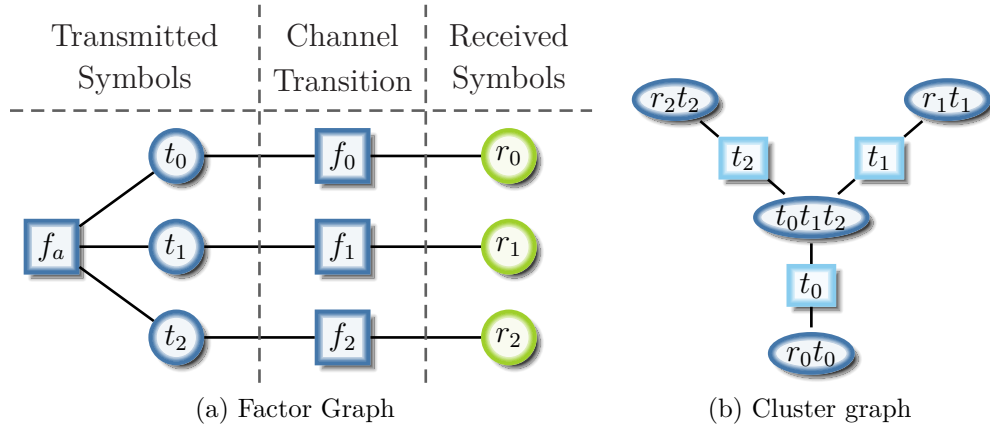 Transmitted Symbols
Channel Transition
Received Symbols
t₀ f₀ r₀
fₐ t₁ f₁ r₁
t₂ f₂ r₂
(a) Factor Graph
r₂t₂ r₁t₁
t₂ t₁
t₀t₁t₂
t₀
r₀t₀
(b) Cluster graph